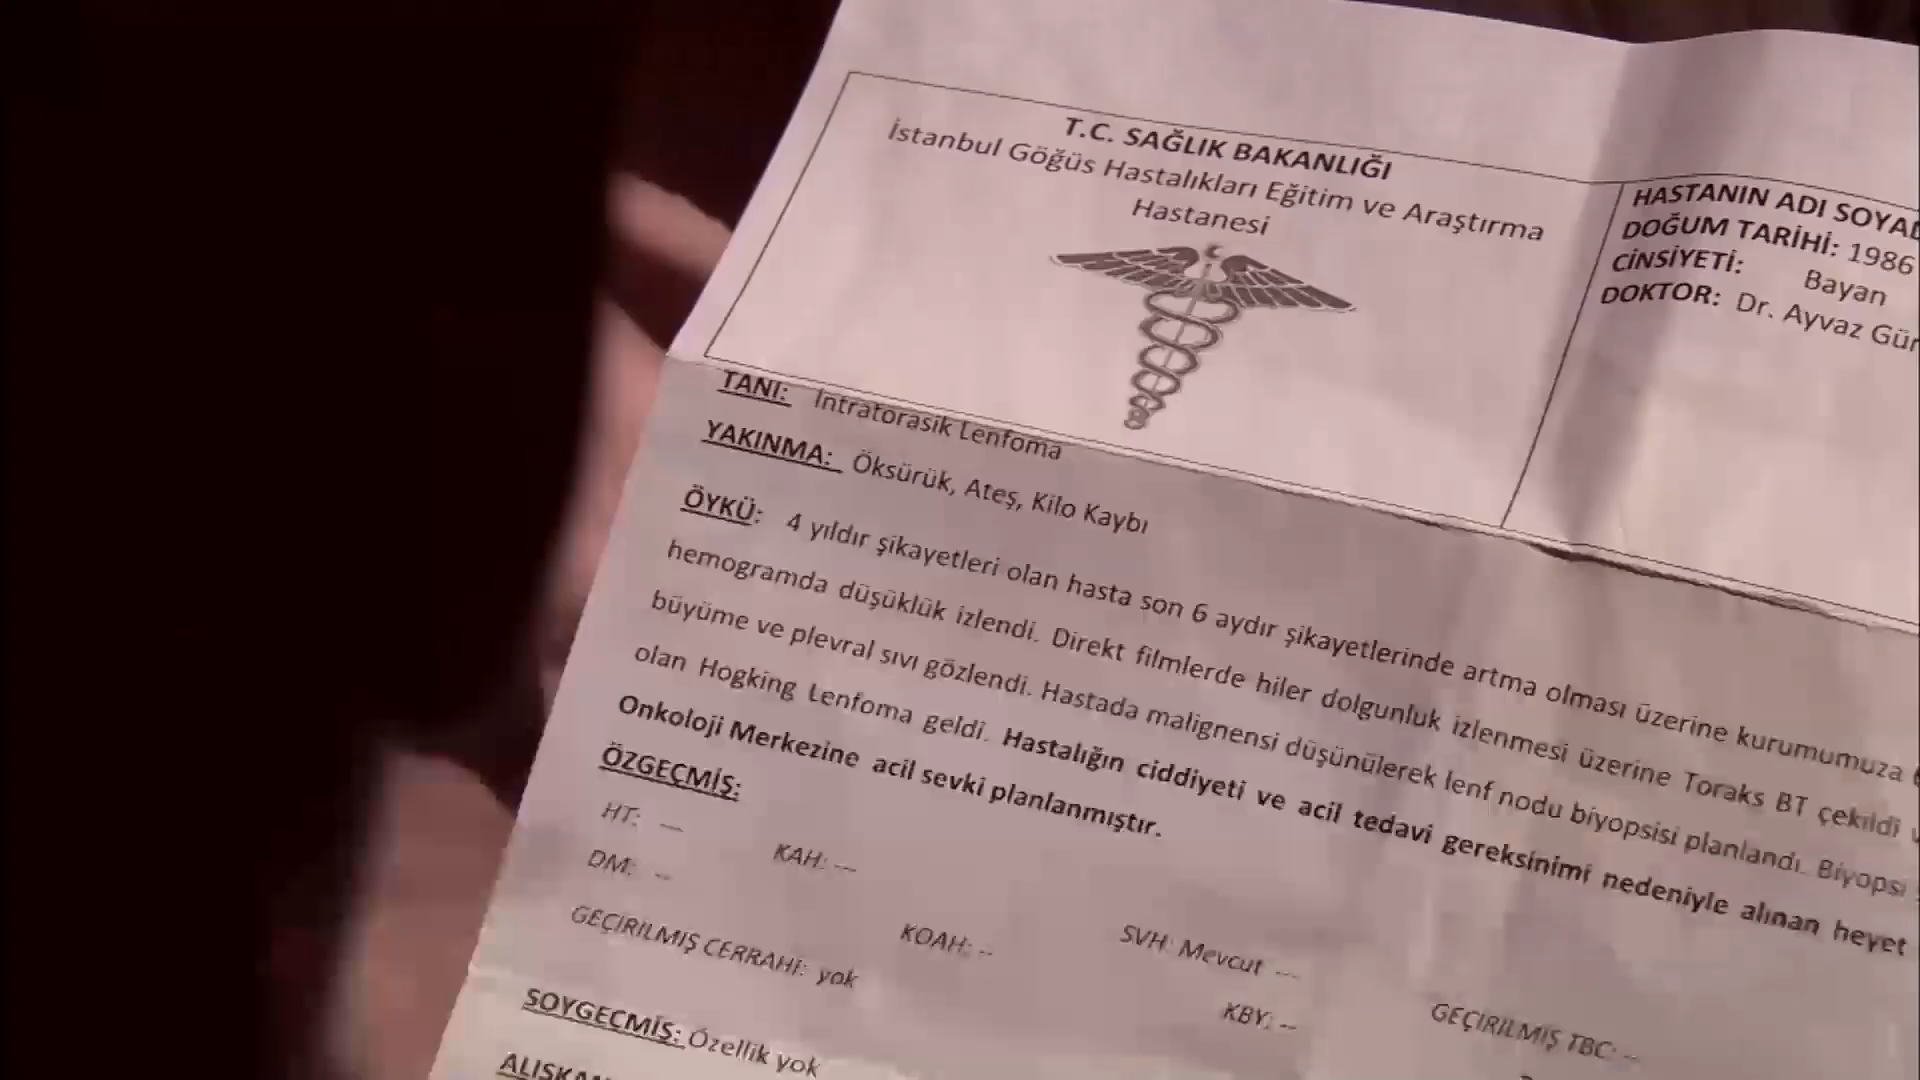 T.C. SAĞLIK BAKANLIĞI
İstanbul Göğüs Hastalıkları Eğitim ve Araştırma
Hastanesi
HASTANIN ADI
DOĞUM TARİHİ: 1986
CİNSİYETİ: Bayan
DOKTOR: Dr. Ayvaz
TANI: İntratorasik Lenfoma
YAKINMA: Öksürük, Ateş, Kilo Kaybı
ÖYKÜ: 4 yıldır şikayetleri olan hasta son 6 aydır şikayetlerinde artma olması üzerine kurumumuza
hemogramda düşüklük izlendi. Direkt filmlerde hiler dolgunluk izlenmesi üzerine Toraks BT çekildi
büyüme ve plevral sıvı gözlendi. Hastada malignensi düşünülerek lenf nodu biyopsisi planlandı. Biyopsi
olan Hogking Lenfoma geldi. Hastalığın ciddiyeti ve acil tedavi gereksinimi nedeniyle alınan heyet
Onkoloji Merkezine acil sevki planlanmıştır.
ÖZGEÇMİŞ:
HT: --- KAH: --- SVH: Mevcut ---
DM: -- KOAH: -- KBY: -- GEÇİRİLMİŞ TBC: --
GEÇİRİLMİŞ CERRAHİ: yok
SOYGEÇMİŞ: Özellik yok